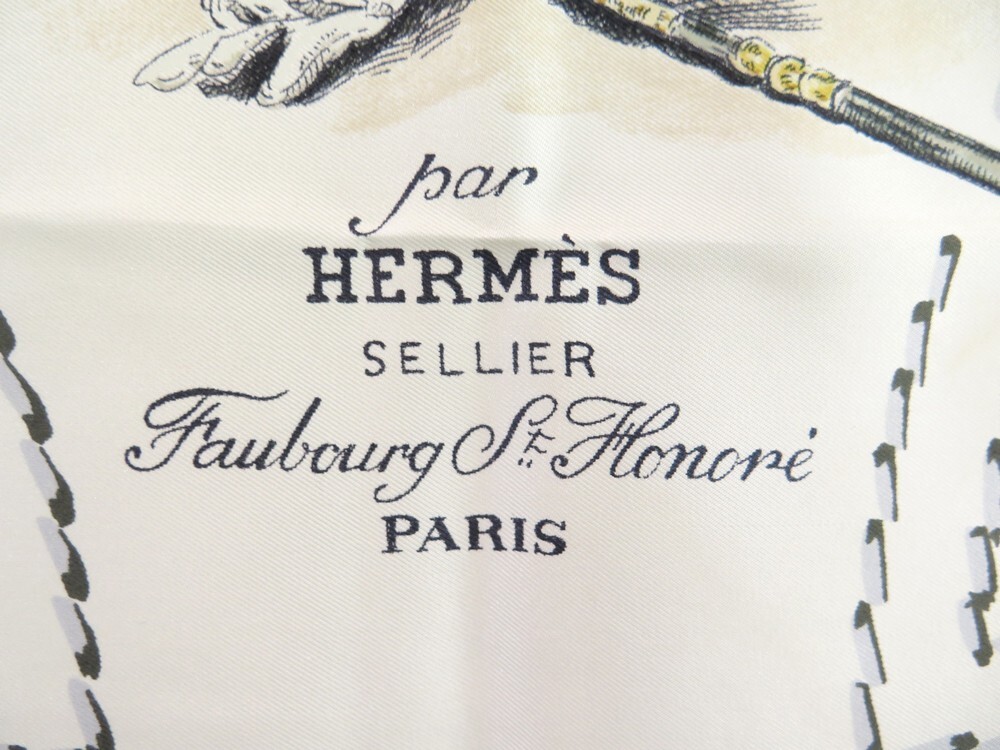 par
HERMÈS
SELLIER
Faubourg St. Honoré
PARIS